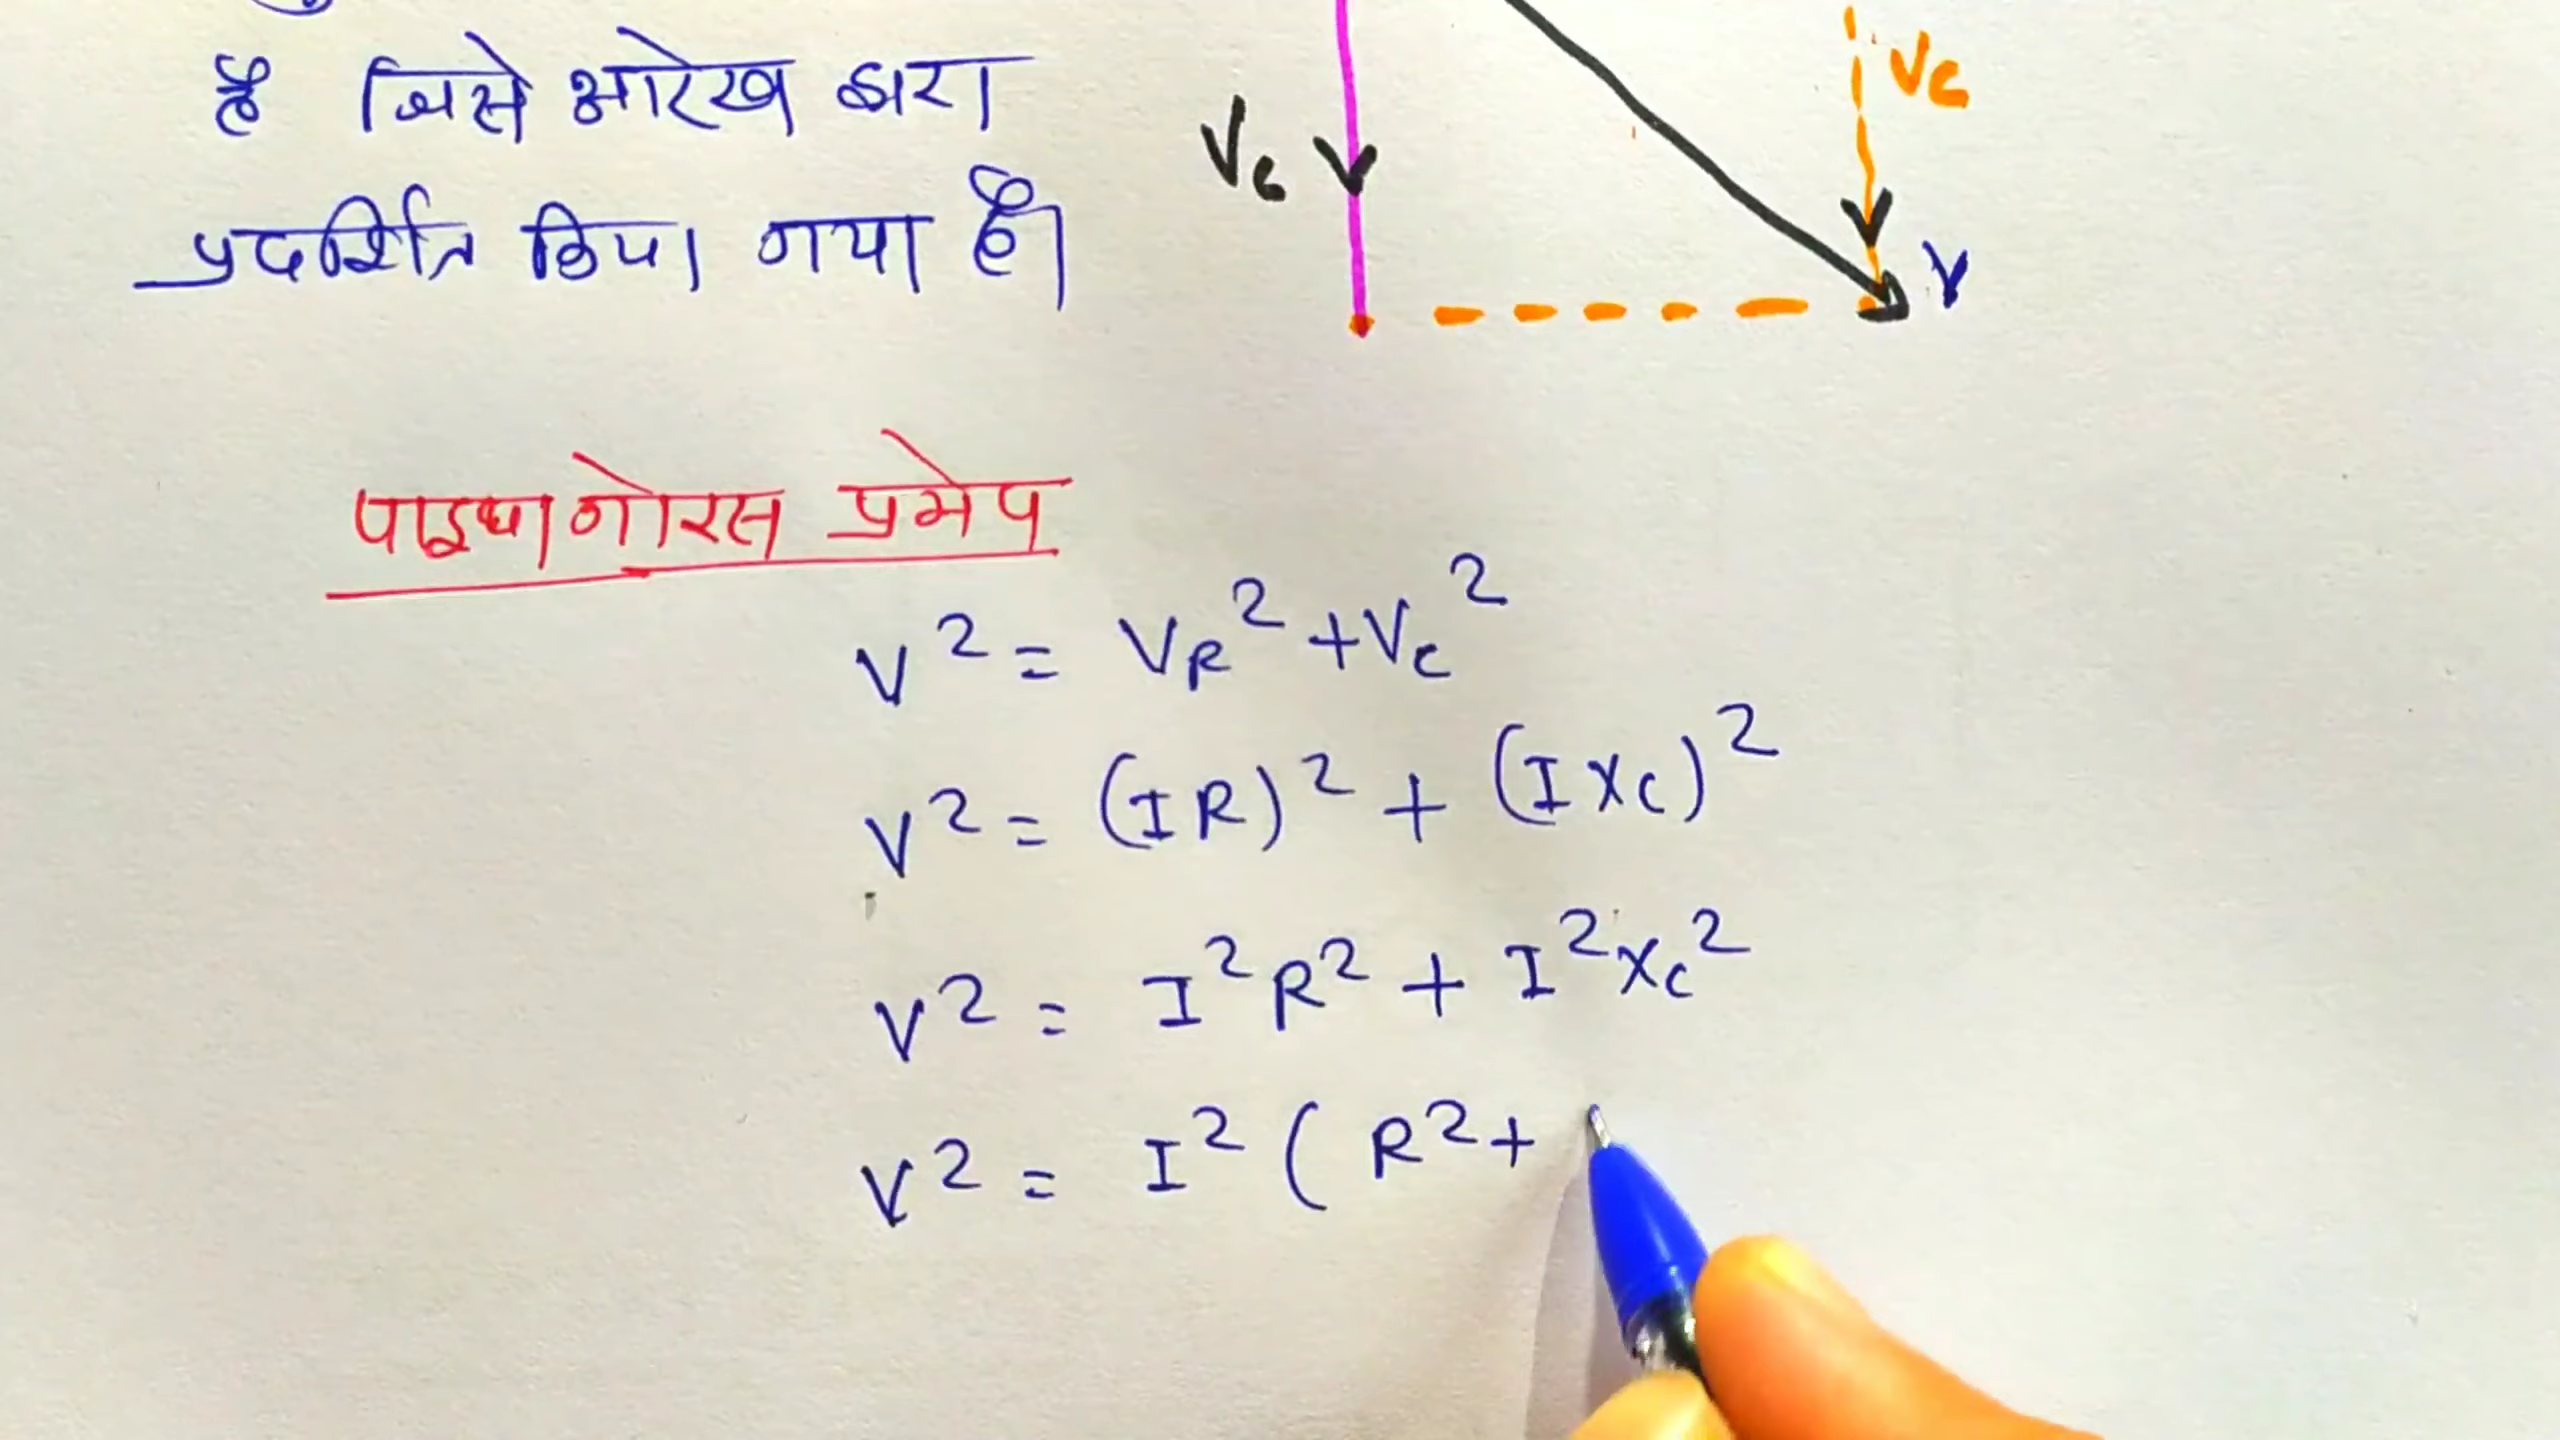 है जिसे आरेख द्वारा
प्रदर्शित किया गया है।
Vc
Vc
V
पाइथागोरस प्रमेय
V² = VR² + Vc²
V² = (IR)² + (IXc)²
V² = I²R² + I²Xc²
V² = I² ( R² +